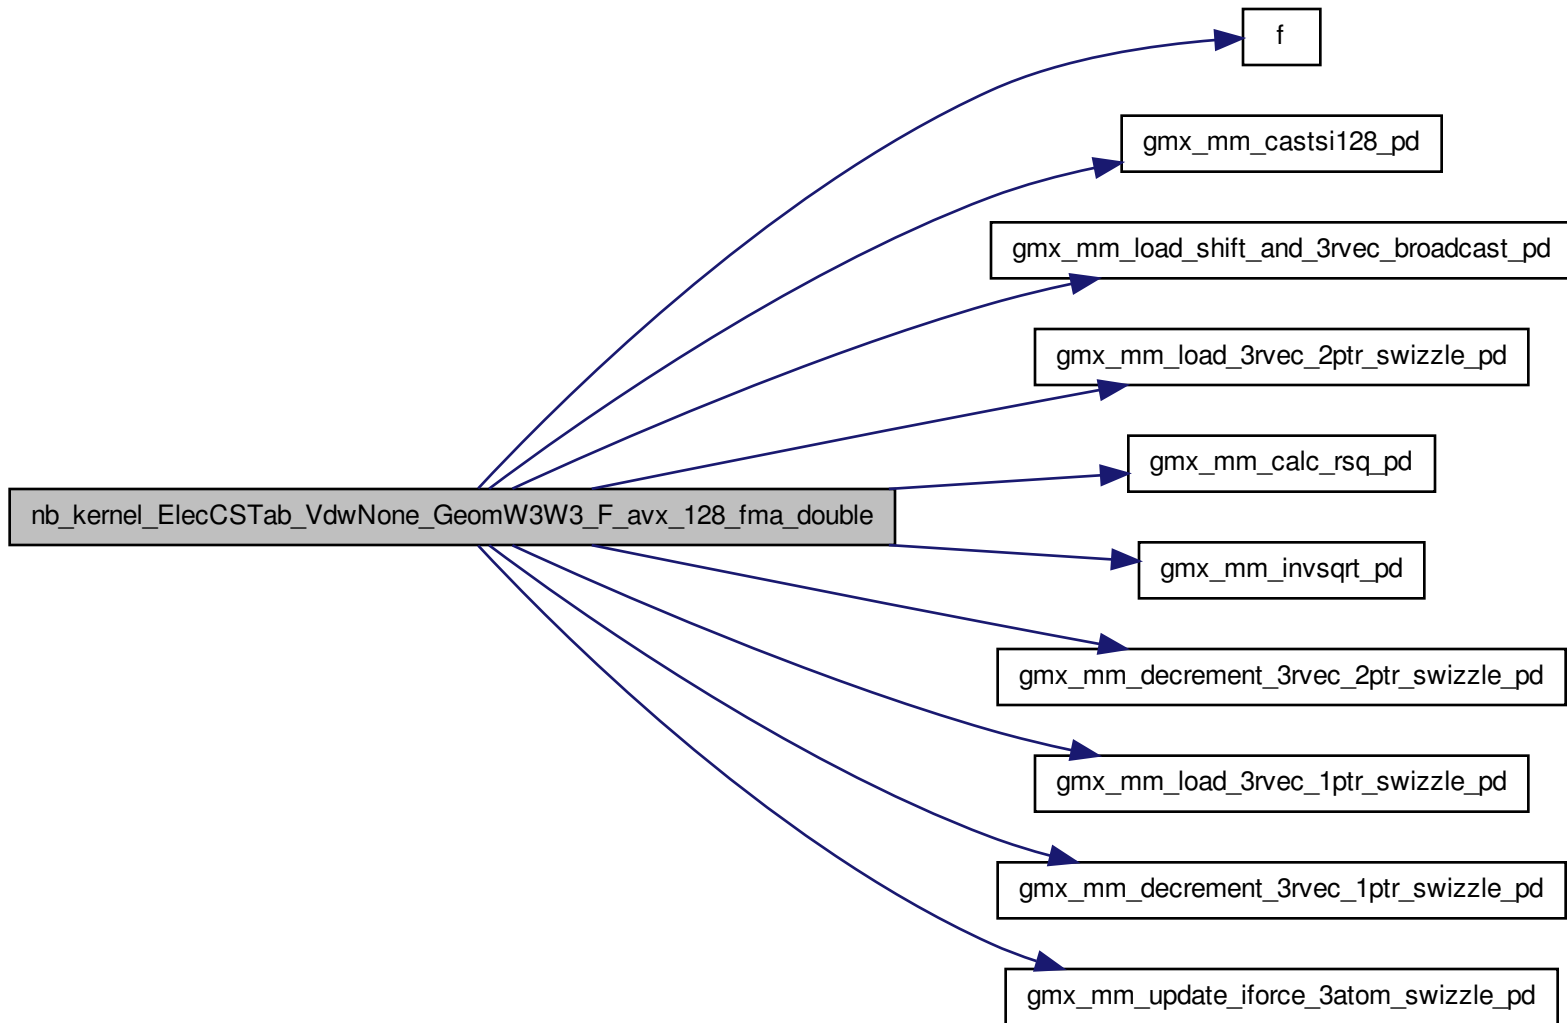 f
gmx_mm_castsi128_pd
gmx_mm_load_shift_and_3rvec_broadcast_pd
gmx_mm_load_3rvec_2ptr_swizzle_pd
gmx_mm_calc_rsq_pd
nb_kernel_ElecCSTab_VdwNone_GeomW3W3_F_avx_128_fma_double
gmx_mm_invsqrt_pd
gmx_mm_decrement_3rvec_2ptr_swizzle_pd
gmx_mm_load_3rvec_1ptr_swizzle_pd
gmx_mm_decrement_3rvec_1ptr_swizzle_pd
gmx_mm_update_iforce_3atom_swizzle_pd